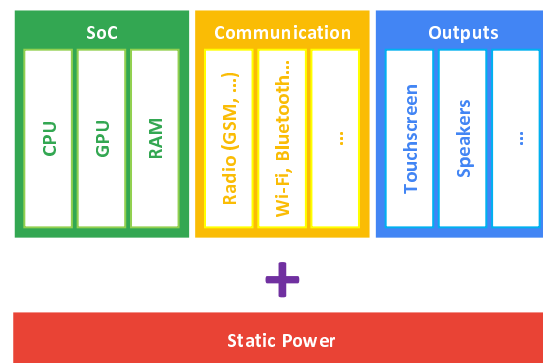 SoC
CPU
GPU
RAM
Communication
Radio (GSM, ...)
Wi-Fi, Bluetooth...
...
Outputs
Touchscreen
Speakers
...
+
Static Power